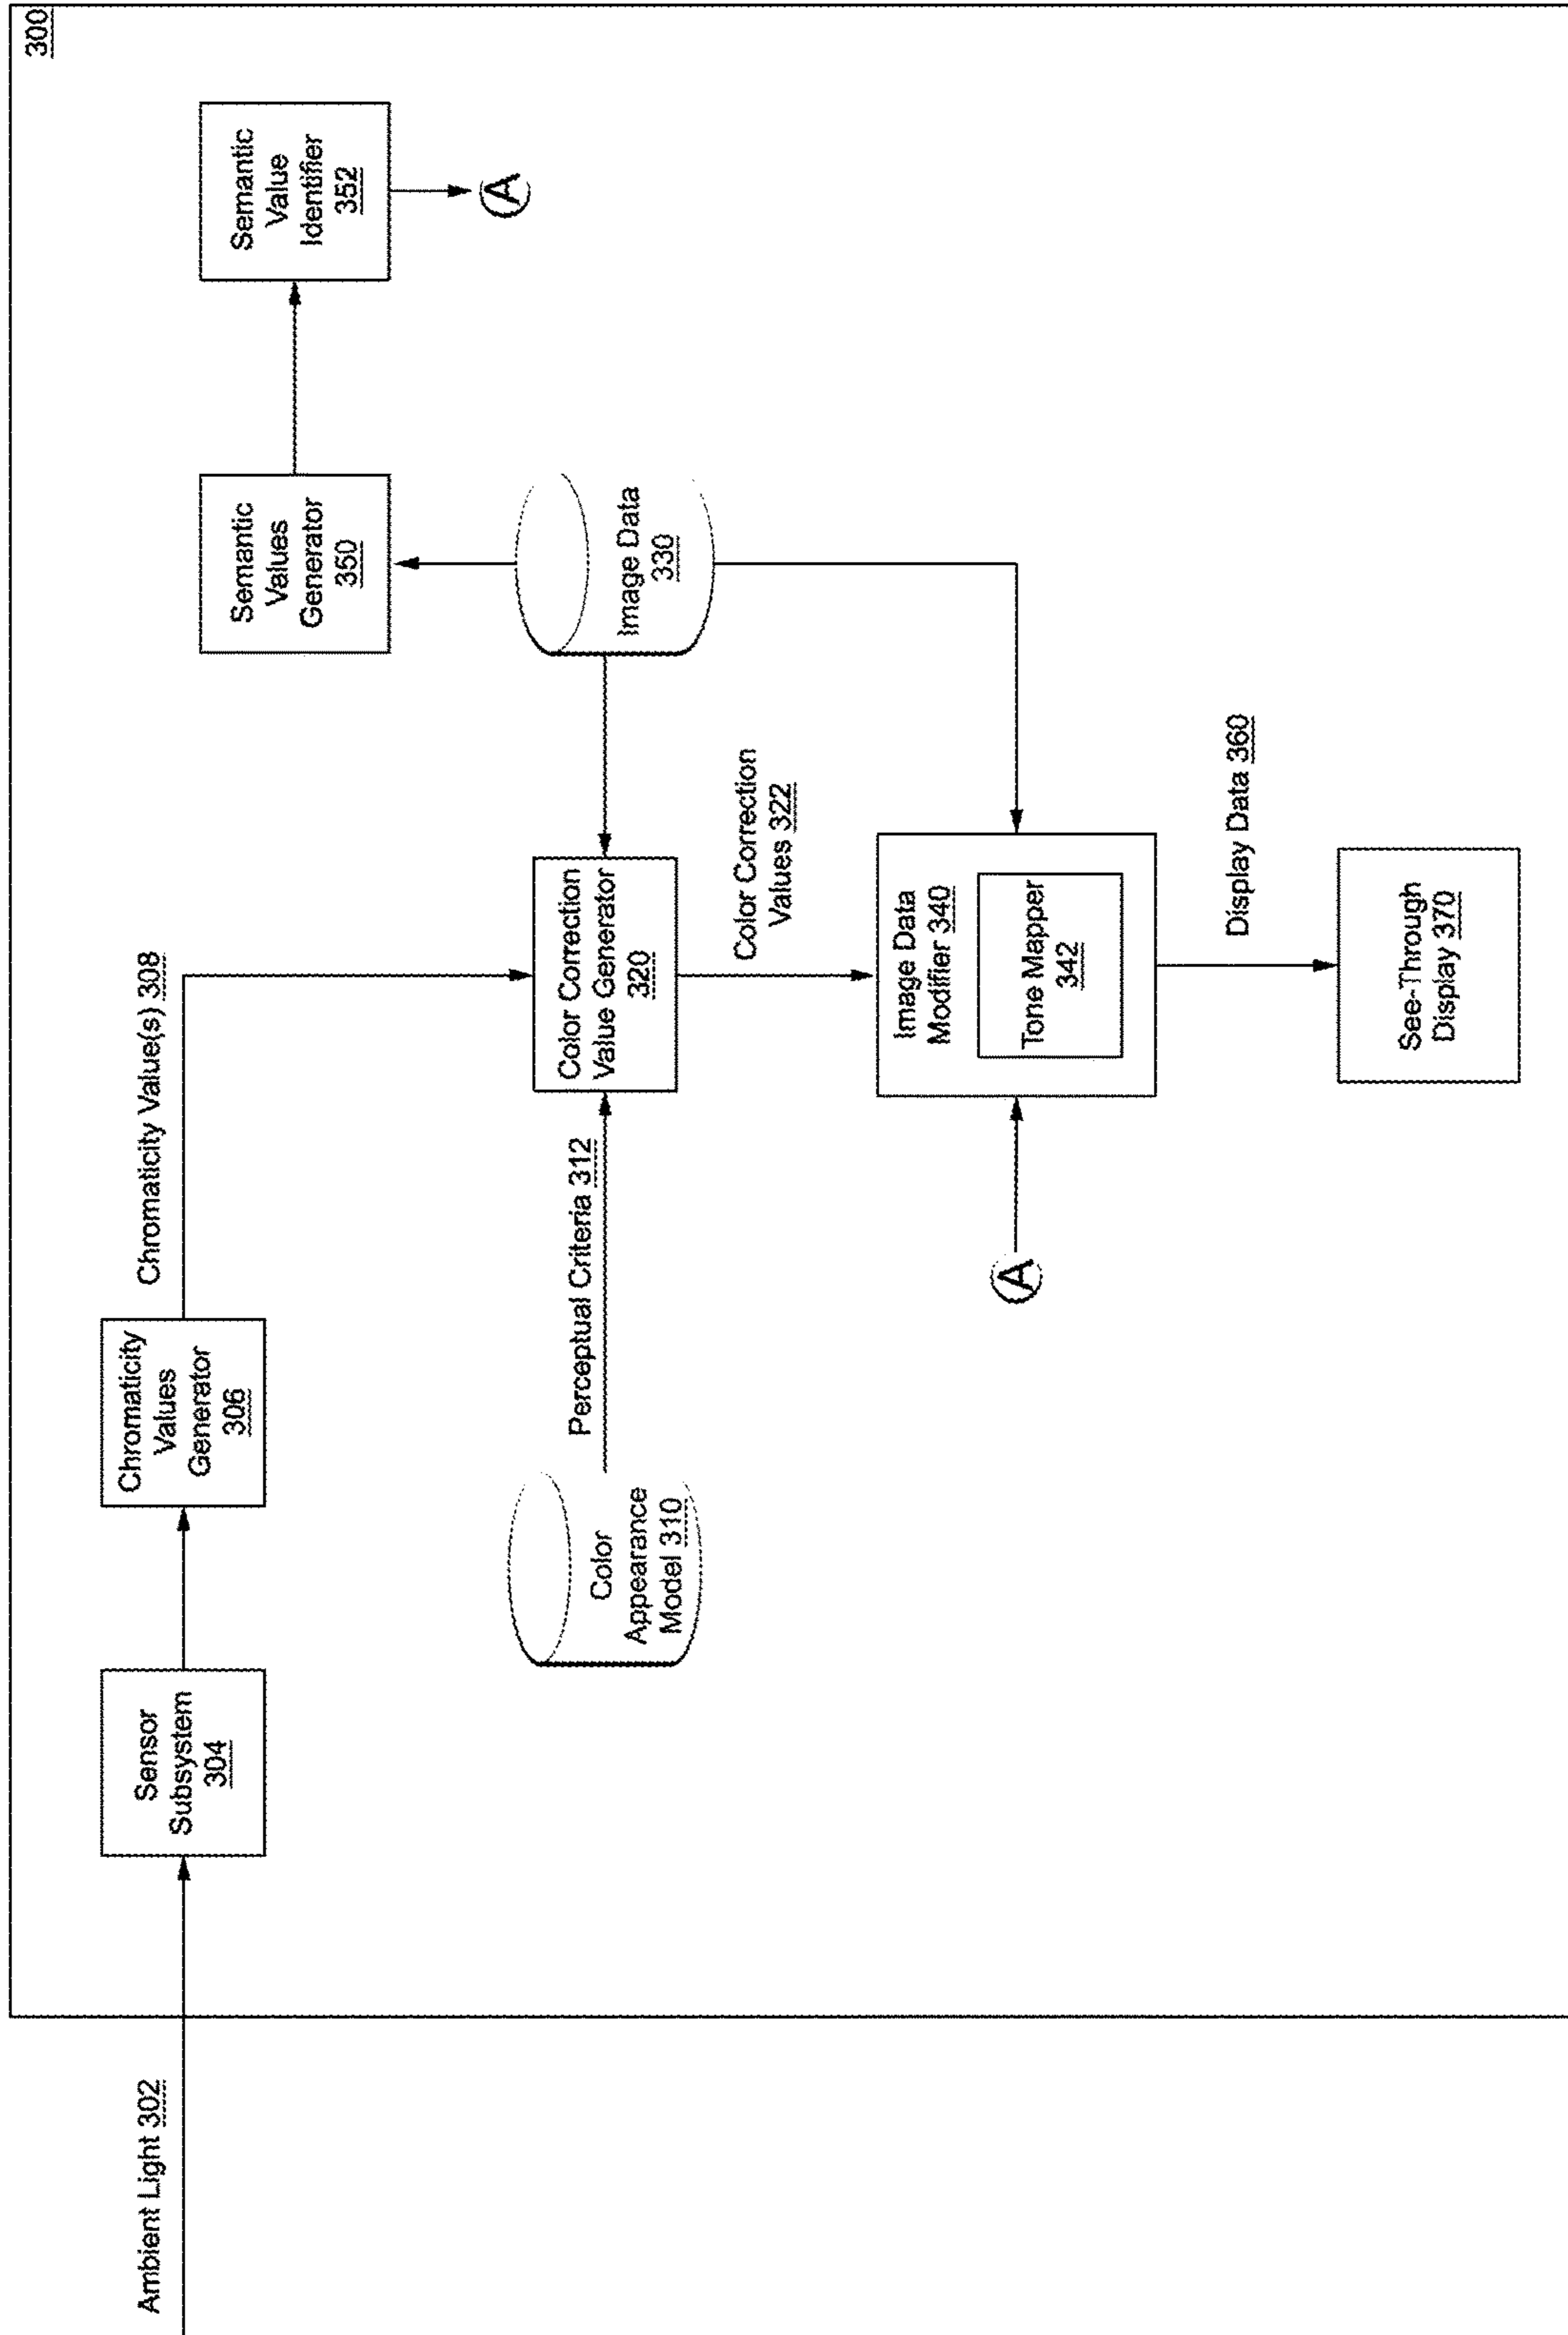 300
Ambient Light 302
Sensor
Subsystem
304
Chromaticity
Values
Generator
306
Chromaticity Value(s) 308
Semantic
Values
Generator
350
Semantic
Value
Identifier
352
A
Color
Appearance
Model 310
Perceptual Criteria 312
Color Correction
Value Generator
320
Image Data
330
Color Correction
Values 322
A
Image Data
Modifier 340
Tone Mapper
342
Display Data 360
See-Through
Display 370